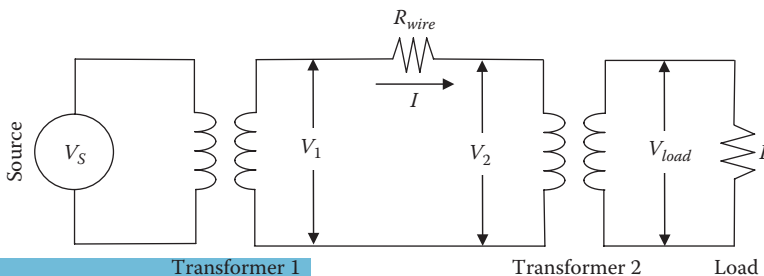 R_wire
I
Source
V_S
V_1
V_2
V_load
Transformer 1
Transformer 2
Load